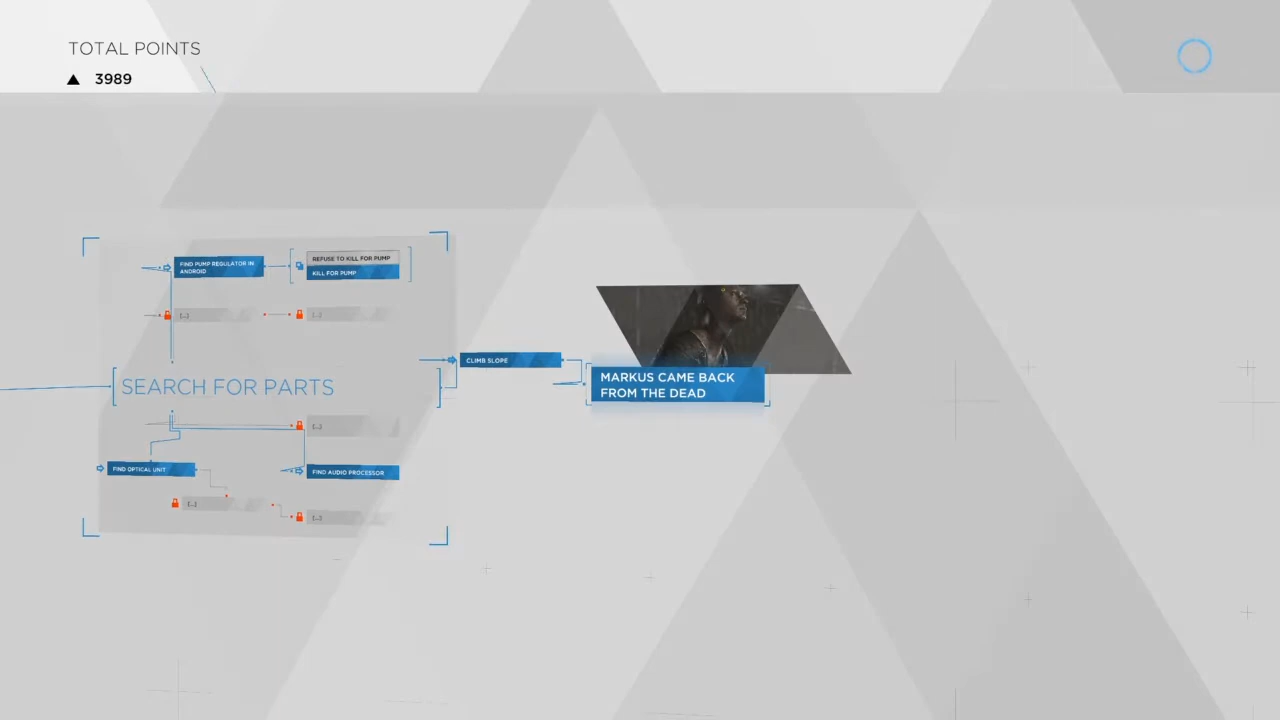 TOTAL POINTS
3989
FIND PUMP REGULATOR IN
ANDROID
REFUSE TO KILL FOR PUMP
KILL FOR PUMP
[...]
[...]
SEARCH FOR PARTS
CLIMB SLOPE
MARKUS CAME BACK
FROM THE DEAD
[...]
FIND OPTICAL UNIT
FIND AUDIO PROCESSOR
[...]
[...]